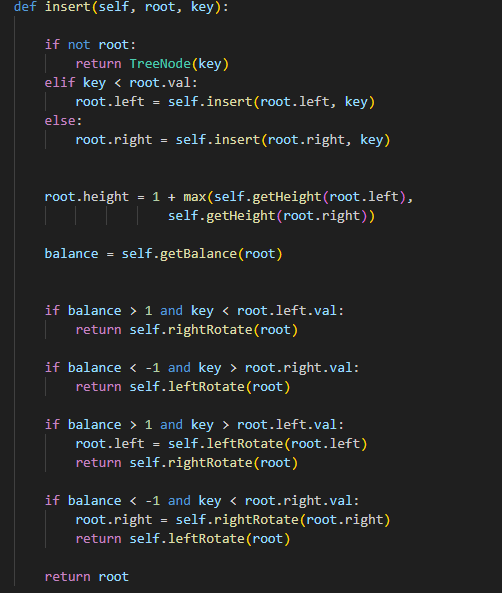 def insert(self, root, key):
    if not root:
        return TreeNode(key)
    elif key < root.val:
        root.left = self.insert(root.left, key)
    else:
        root.right = self.insert(root.right, key)
    root.height = 1 + max(self.getHeight(root.left),
                    self.getHeight(root.right))
    balance = self.getBalance(root)
    if balance > 1 and key < root.left.val:
        return self.rightRotate(root)
    if balance < -1 and key > root.right.val:
        return self.leftRotate(root)
    if balance > 1 and key > root.left.val:
        root.left = self.leftRotate(root.left)
        return self.rightRotate(root)
    if balance < -1 and key < root.right.val:
        root.right = self.rightRotate(root.right)
        return self.leftRotate(root)
    return root